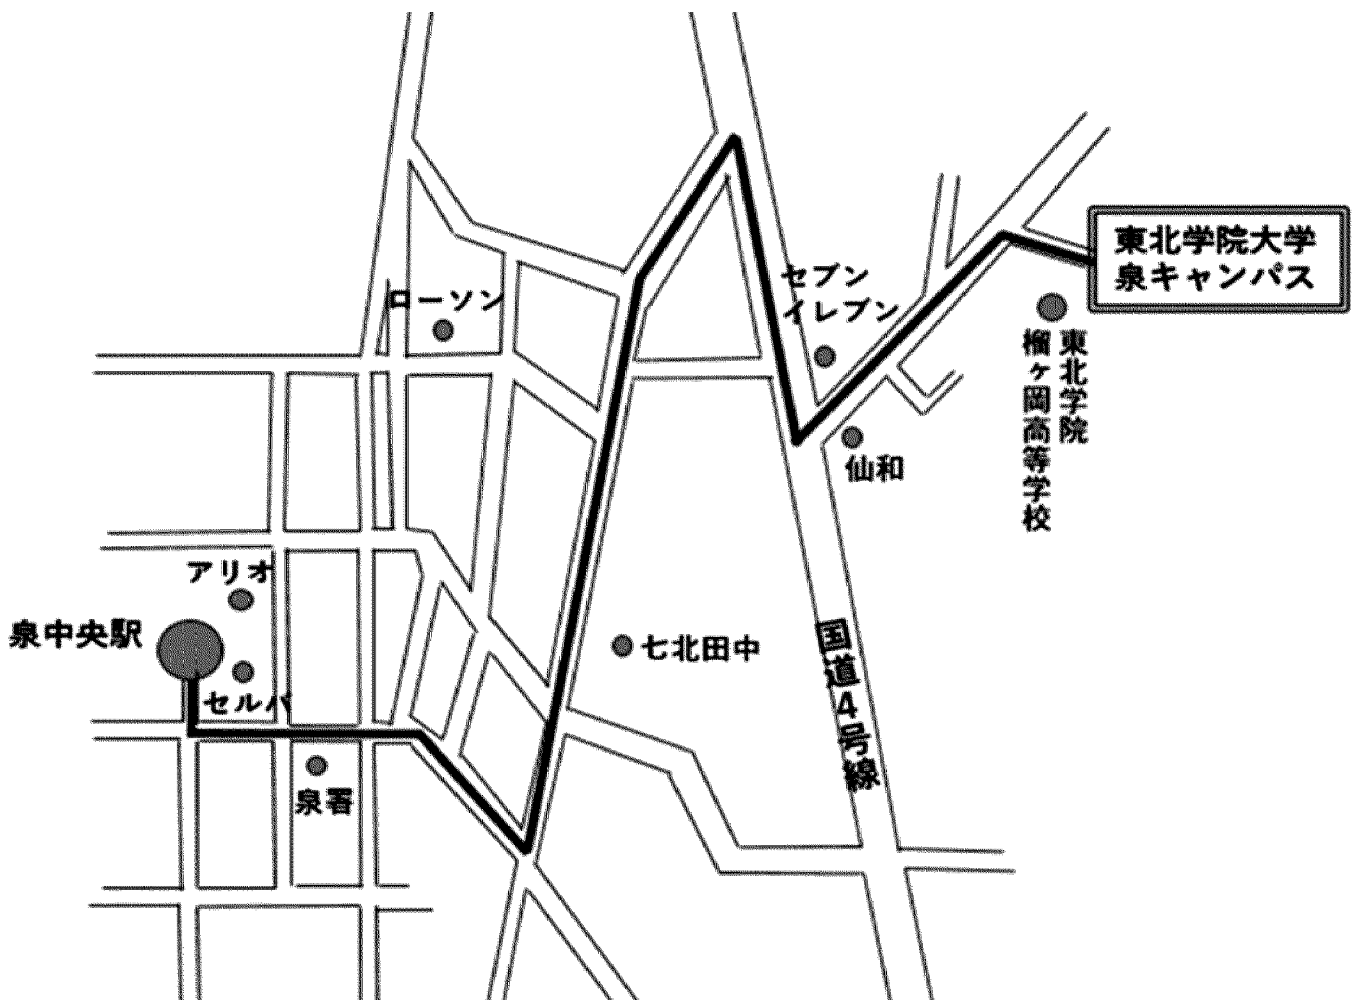 東北学院大学
泉キャンパス
セブン
イレブン
ローソン
東北学院
榴ヶ岡高等学校
仙和
アリオ
泉中央駅
セルバ
七北田中
国道4号線
泉署